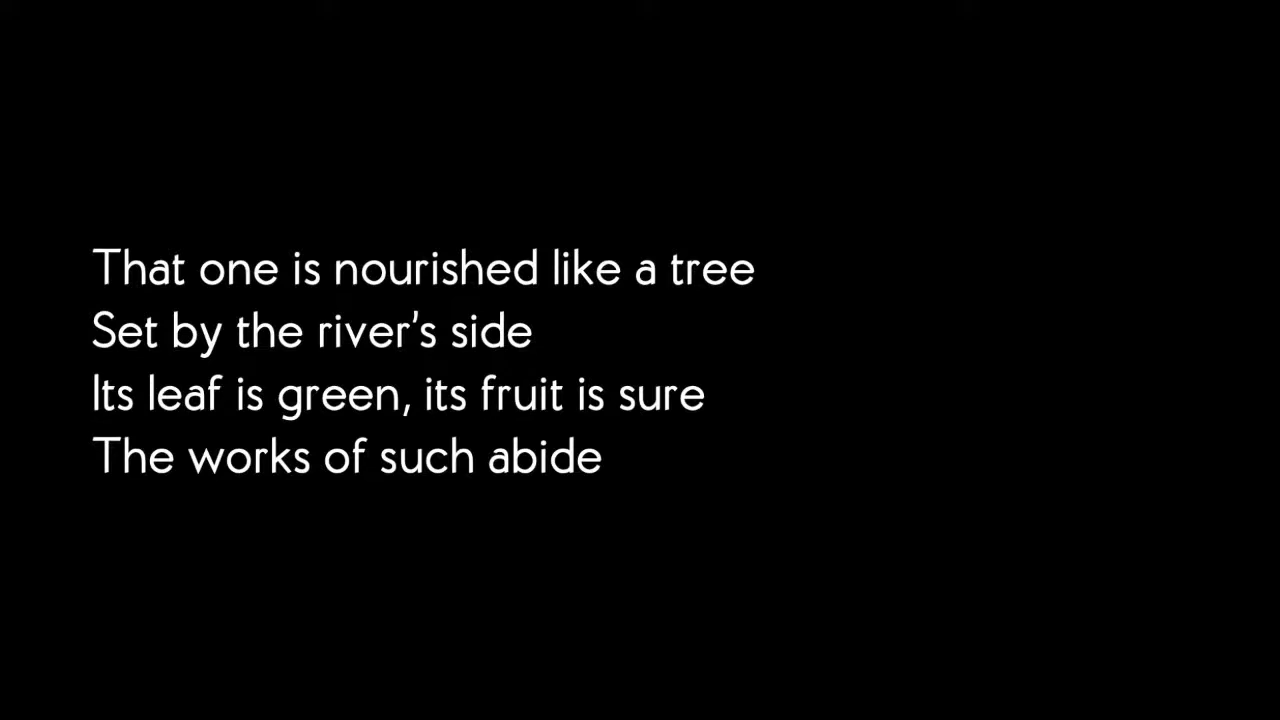 That one is nourished like a tree
Set by the river’s side
Its leaf is green, its fruit is sure
The works of such abide